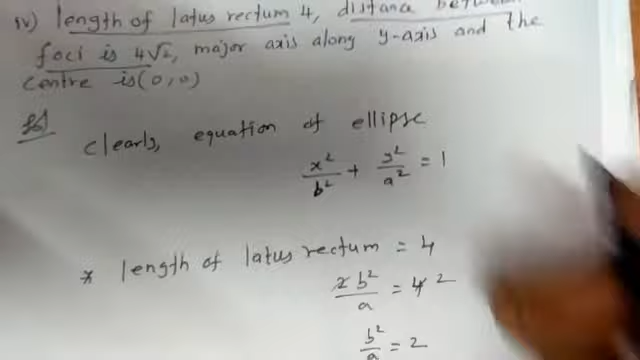 iv) length of latus rectum 4, distance between
foci is 4√2, major axis along y-axis and the
centre is (0,0)
Sol
clearly, equation of ellipse
x²/b² + y²/a² = 1
* length of latus rectum = 4
2b²/a = 4 2
b²/a = 2